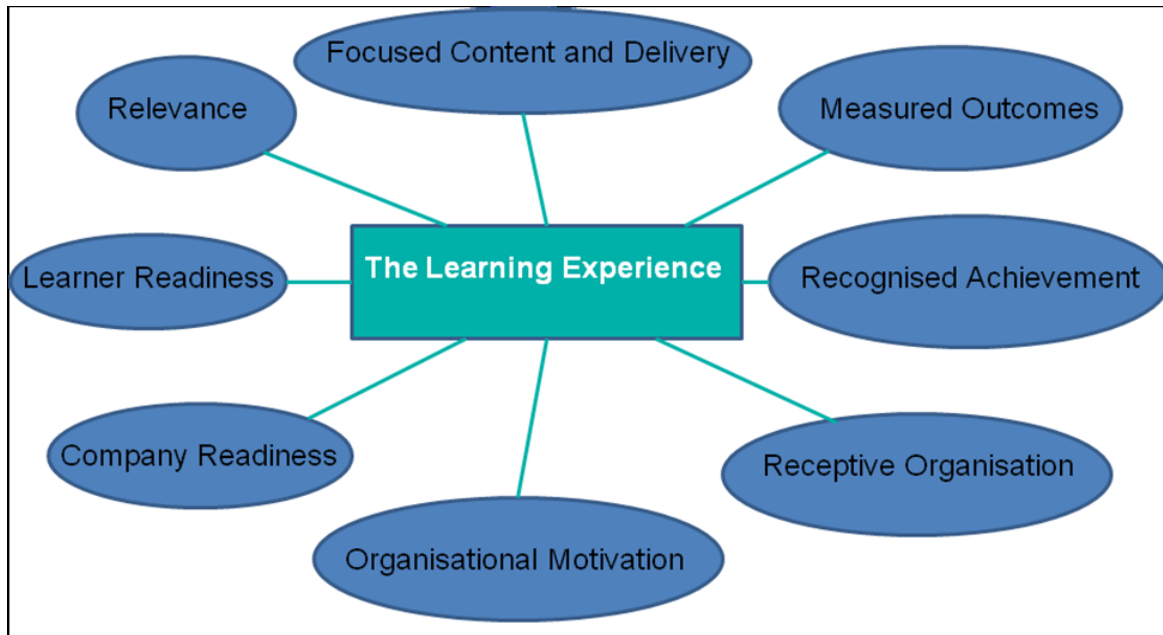 Focused Content and Delivery
Relevance
Measured Outcomes
The Learning Experience
Learner Readiness
Recognised Achievement
Company Readiness
Receptive Organisation
Organisational Motivation